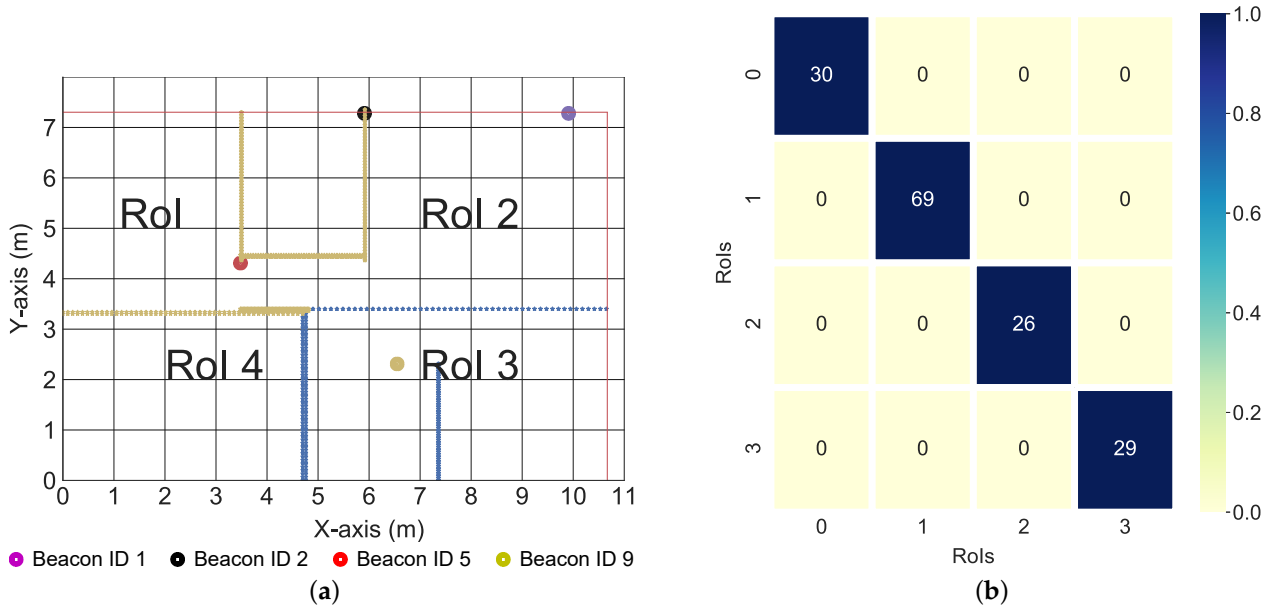 7
6
5
4
3
2
1
0
Y-axis (m)
RoI
RoI 2
RoI 4
RoI 3
0 1 2 3 4 5 6 7 8 9 10 11
X-axis (m)
Beacon ID 1 Beacon ID 2 Beacon ID 5 Beacon ID 9
(a)
0 30 0 0 0
1 0 69 0 0
2 0 0 26 0
3 0 0 0 29
RoIs
0 1 2 3
RoIs
1.0
0.8
0.6
0.4
0.2
0.0
(b)